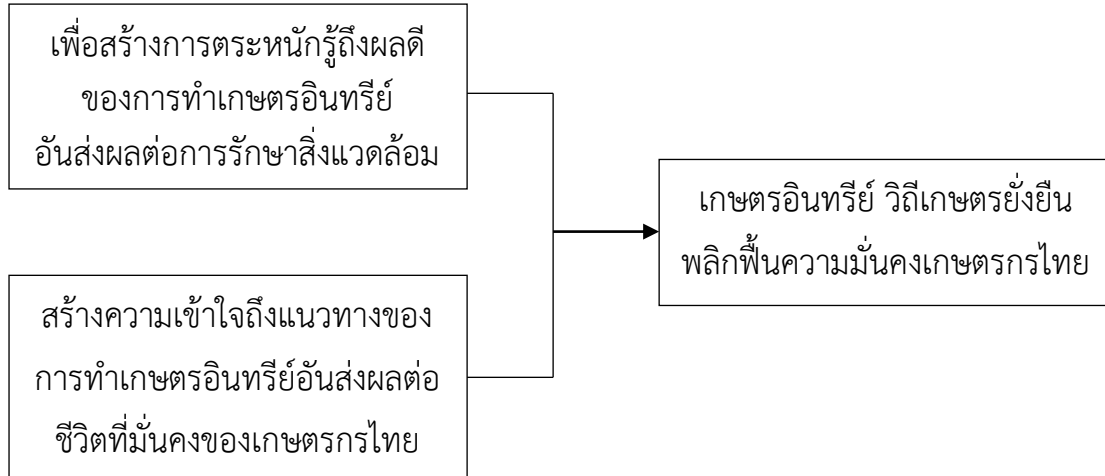 เพื่อสร้างการตระหนักรู้ถึงผลดี
ของการทำเกษตรอินทรีย์
อันส่งผลต่อการรักษาสิ่งแวดล้อม
เกษตรอินทรีย์ วิถีเกษตรยั่งยืน
พลิกฟื้นความมั่นคงเกษตรกรไทย
สร้างความเข้าใจถึงแนวทางของ
การทำเกษตรอินทรีย์อันส่งผลต่อ
ชีวิตที่มั่นคงของเกษตรกรไทย